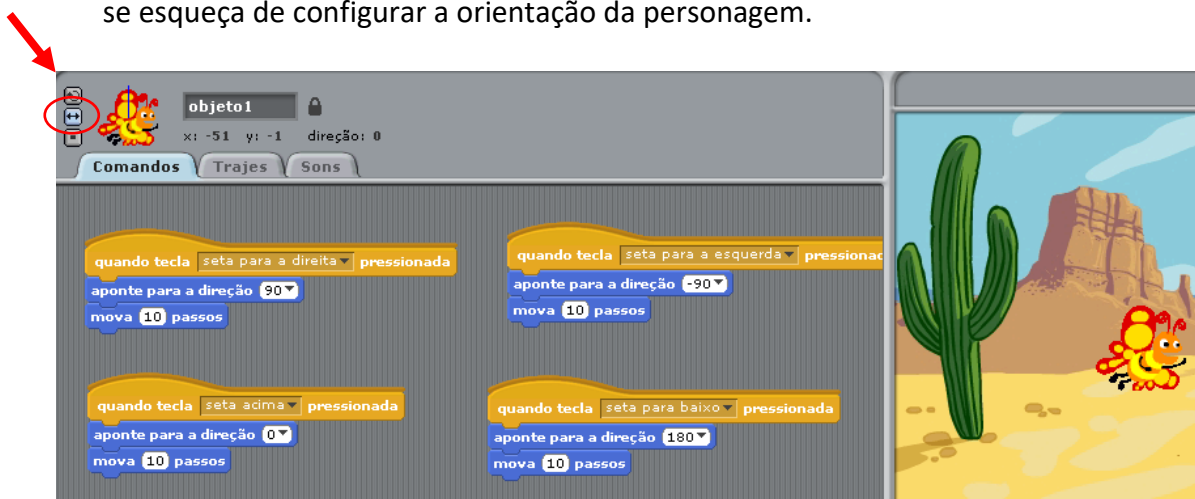 se esqueça de configurar a orientação da personagem.
objeto1
x: -51 y: -1 direção: 0
Comandos Trajes Sons
quando tecla seta para a direita pressionada
aponte para a direção 90
mova 10 passos
quando tecla seta para a esquerda pressionac
aponte para a direção -90
mova 10 passos
quando tecla seta acima pressionada
aponte para a direção 0
mova 10 passos
quando tecla seta para baixo pressionada
aponte para a direção 180
mova 10 passos